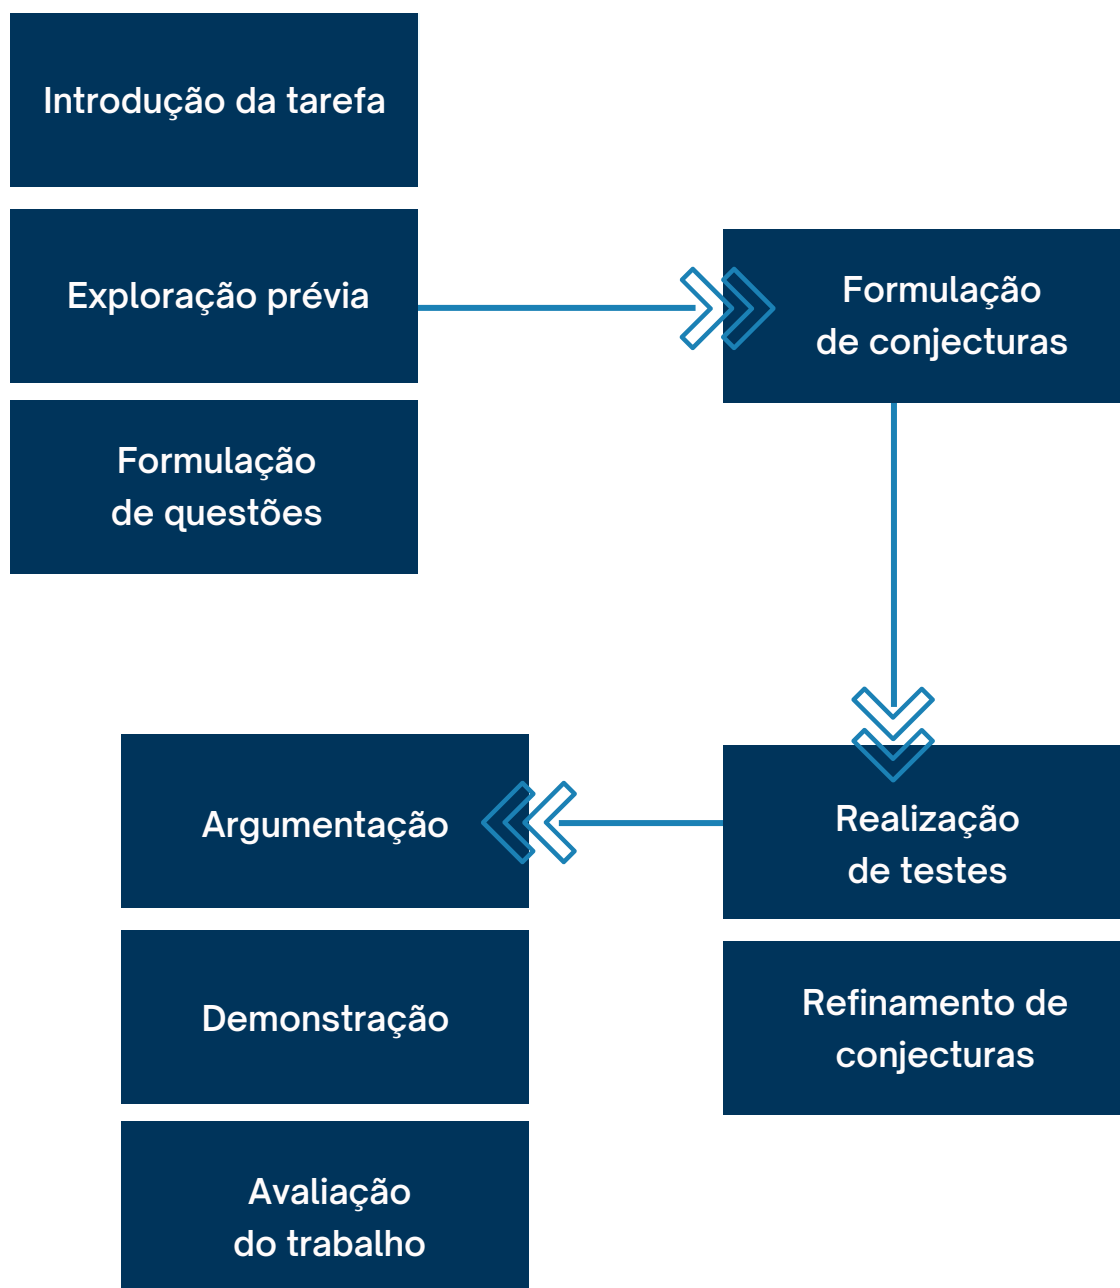 Introdução da tarefa
Exploração prévia
Formulação
de questões
Formulação
de conjecturas
Realização
de testes
Refinamento de
conjecturas
Argumentação
Demonstração
Avaliação
do trabalho